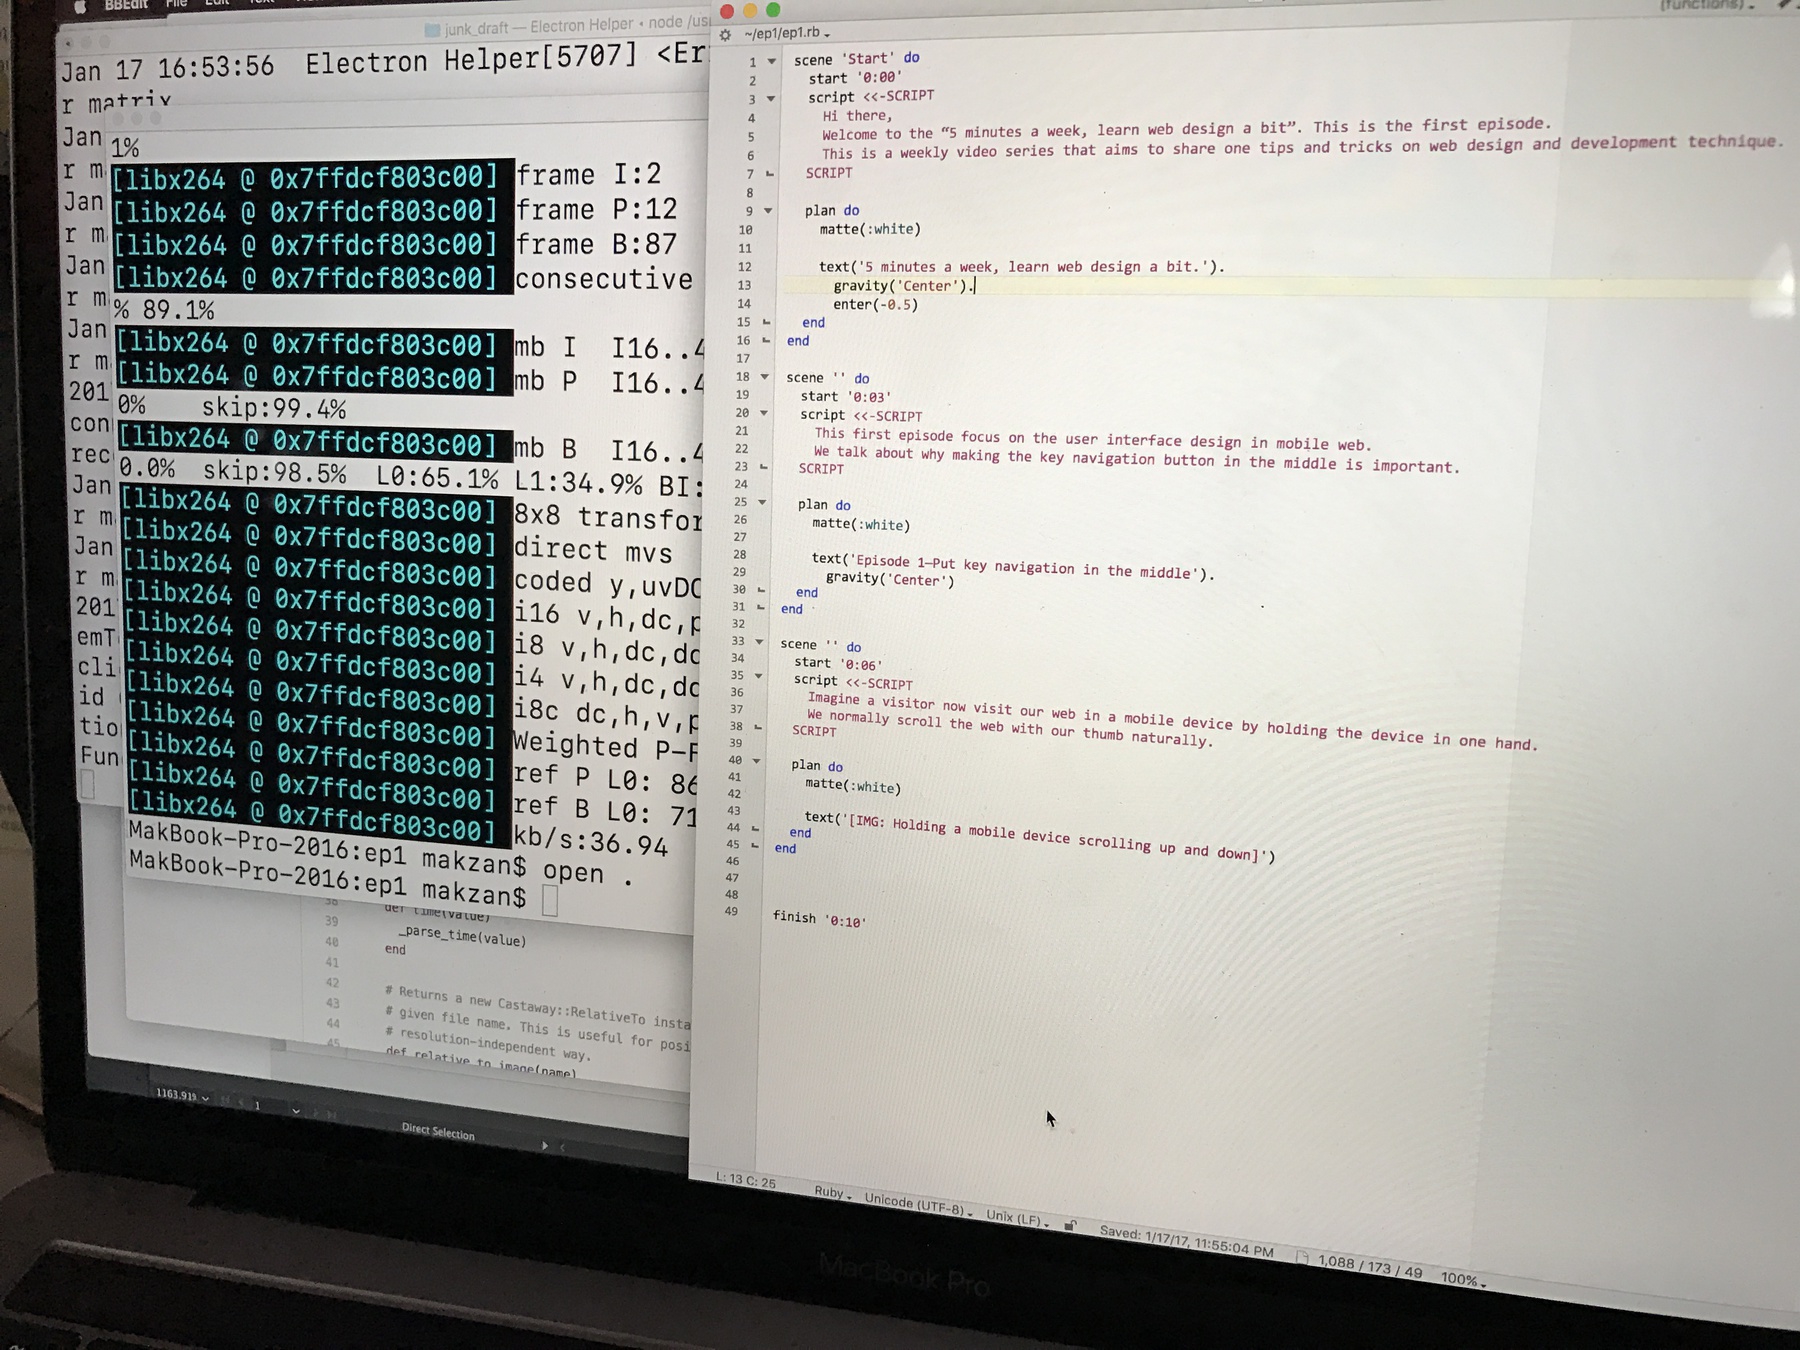 BBEdit File Edit
junk_draft — Electron Helper • node /us
Jan 17 16:53:56 Electron Helper[5707] <Er
r matrix
Jan
1%
r m
[libx264 @ 0x7ffdcf803c00] frame I:2
Jan
[libx264 @ 0x7ffdcf803c00] frame P:12
r m
[libx264 @ 0x7ffdcf803c00] frame B:87
Jan
[libx264 @ 0x7ffdcf803c00] consecutive
r m
% 89.1%
Jan
[libx264 @ 0x7ffdcf803c00] mb I I16..4
r m
[libx264 @ 0x7ffdcf803c00] mb P I16..4
201
0% skip:99.4%
con
[libx264 @ 0x7ffdcf803c00] mb B I16..4
rec
0.0% skip:98.5% L0:65.1% L1:34.9% BI:
Jan
[libx264 @ 0x7ffdcf803c00] 8x8 transfor
r m
[libx264 @ 0x7ffdcf803c00] direct mvs
Jan
[libx264 @ 0x7ffdcf803c00] coded y,uvDC
r m
[libx264 @ 0x7ffdcf803c00] i16 v,h,dc,p
201
[libx264 @ 0x7ffdcf803c00] i8 v,h,dc,dd
emT
[libx264 @ 0x7ffdcf803c00] i4 v,h,dc,dd
cli
[libx264 @ 0x7ffdcf803c00] i8c dc,h,v,p
id
[libx264 @ 0x7ffdcf803c00] Weighted P-F
tio
[libx264 @ 0x7ffdcf803c00] ref P L0: 86
Fun
[libx264 @ 0x7ffdcf803c00] ref B L0: 71
[libx264 @ 0x7ffdcf803c00] kb/s:36.94
MakBook-Pro-2016:ep1 makzan$ open .
MakBook-Pro-2016:ep1 makzan$
38 def time(value)
39 _parse_time(value)
40 end
41
42 # Returns a new Castaway::RelativeTo insta
43 # given file name. This is useful for posi
44 # resolution-independent way.
45 def relative_to_image(name)
1163.919 1
Direct Selection
(functions)
~/ep1/ep1.rb
1 scene 'Start' do
2 start '0:00'
3 script <<-SCRIPT
4 Hi there,
5 Welcome to the “5 minutes a week, learn web design a bit”. This is the first episode.
6 This is a weekly video series that aims to share one tips and tricks on web design and development technique.
7 SCRIPT
8
9 plan do
10 matte(:white)
11
12 text('5 minutes a week, learn web design a bit.').
13 gravity('Center').
14 enter(-0.5)
15 end
16 end
17
18 scene '' do
19 start '0:03'
20 script <<-SCRIPT
21 This first episode focus on the user interface design in mobile web.
22 We talk about why making the key navigation button in the middle is important.
23 SCRIPT
24
25 plan do
26 matte(:white)
27
28 text('Episode 1—Put key navigation in the middle').
29 gravity('Center')
30 end
31 end
32
33 scene '' do
34 start '0:06'
35 script <<-SCRIPT
36 Imagine a visitor now visit our web in a mobile device by holding the device in one hand.
37 We normally scroll the web with our thumb naturally.
38 SCRIPT
39
40 plan do
41 matte(:white)
42
43 text('[IMG: Holding a mobile device scrolling up and down]')
44 end
45 end
46
47
48
49 finish '0:10'
L: 13 C: 25 Ruby Unicode (UTF-8) Unix (LF) Saved: 1/17/17, 11:55:04 PM 1,088 / 173 / 49 100%
MacBook Pro